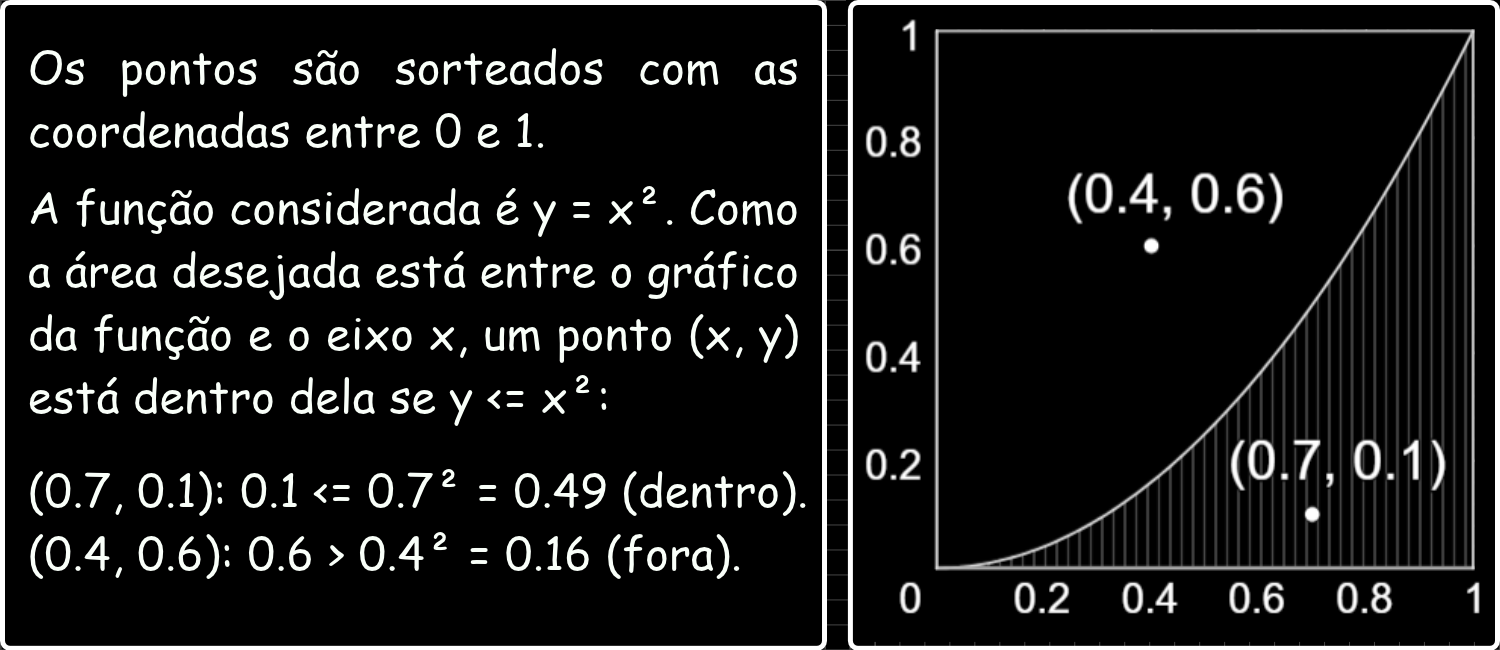 Os pontos são sorteados com as
coordenadas entre 0 e 1.
A função considerada é y = x². Como
a área desejada está entre o gráfico
da função e o eixo x, um ponto (x, y)
está dentro dela se y <= x²:
(0.7, 0.1): 0.1 <= 0.7² = 0.49 (dentro).
(0.4, 0.6): 0.6 > 0.4² = 0.16 (fora).
1
0.8
(0.4, 0.6)
0.6
0.4
(0.7, 0.1)
0.2
0 0.2 0.4 0.6 0.8 1